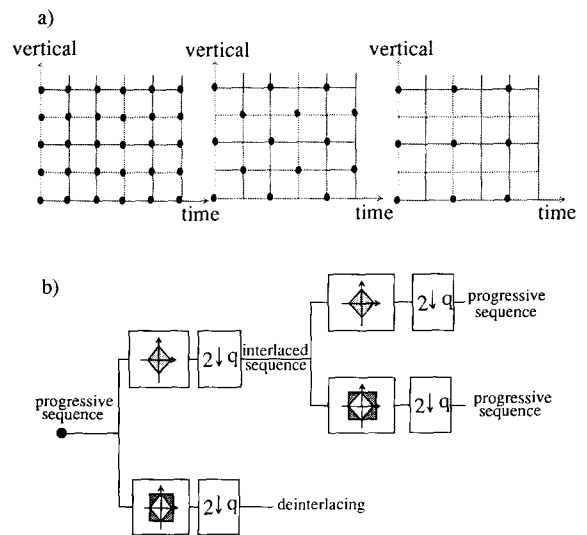 a)
vertical
vertical
vertical
time
time
time
b)
2↓q
interlaced
sequence
2↓q
progressive
sequence
progressive
sequence
2↓q
progressive
sequence
2↓q
deinterlacing